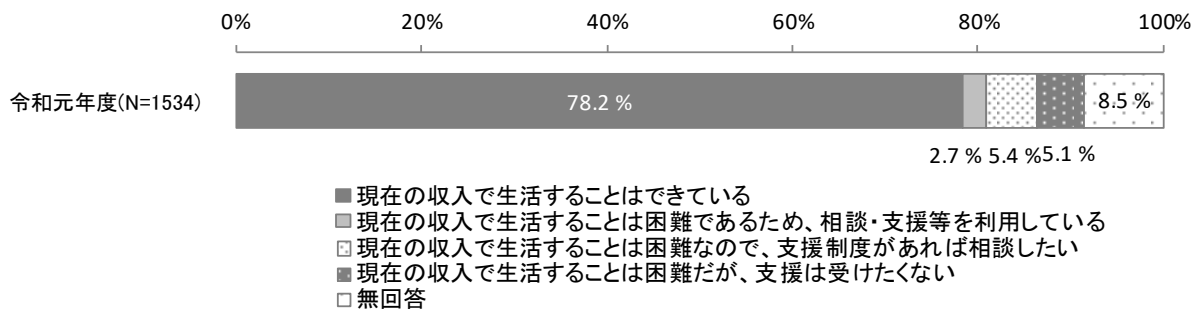 0% 20% 40% 60% 80% 100%
令和元年度(N=1534)
78.2 %
8.5 %
2.7 % 5.4 % 5.1 %
現在の収入で生活することはできている
現在の収入で生活することは困難であるため、相談・支援等を利用している
現在の収入で生活することは困難なので、支援制度があれば相談したい
現在の収入で生活することは困難だが、支援は受けたくない
無回答